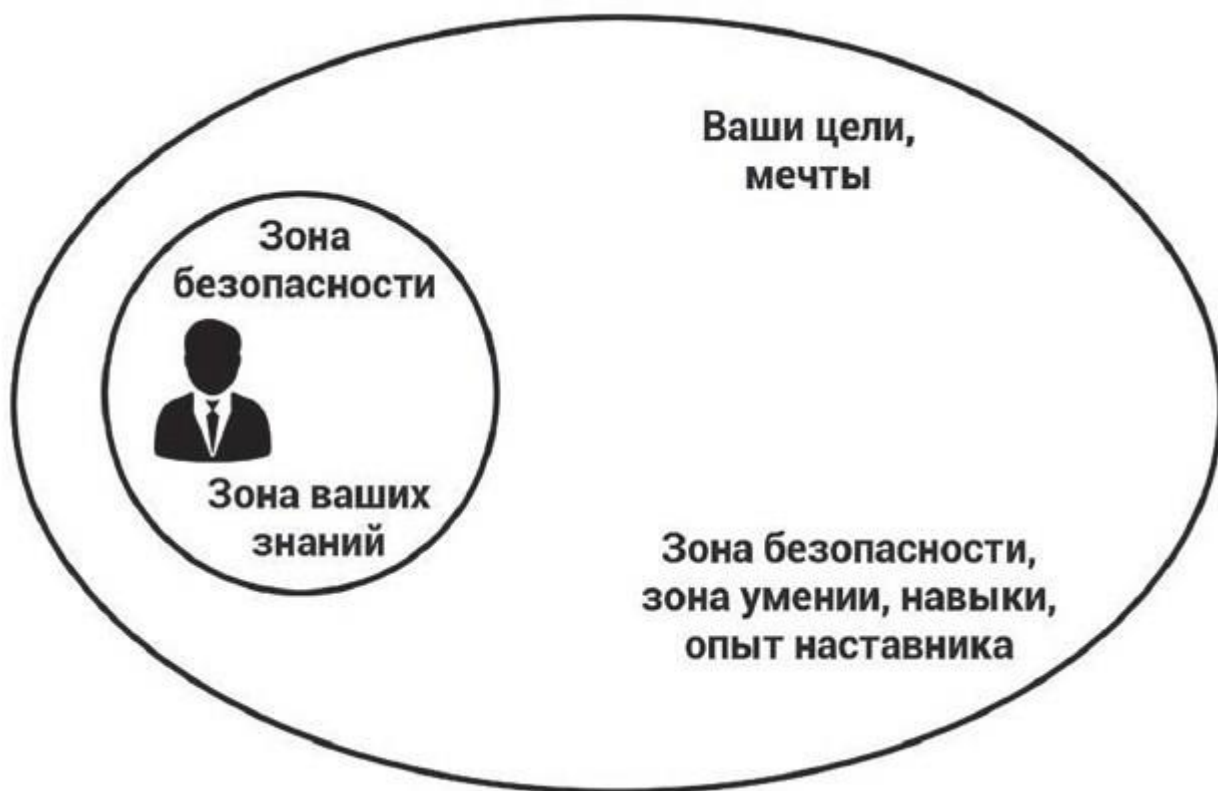 Ваши цели,
мечты
Зона
безопасности
Зона ваших
знаний
Зона безопасности,
зона умении, навыки,
опыт наставника